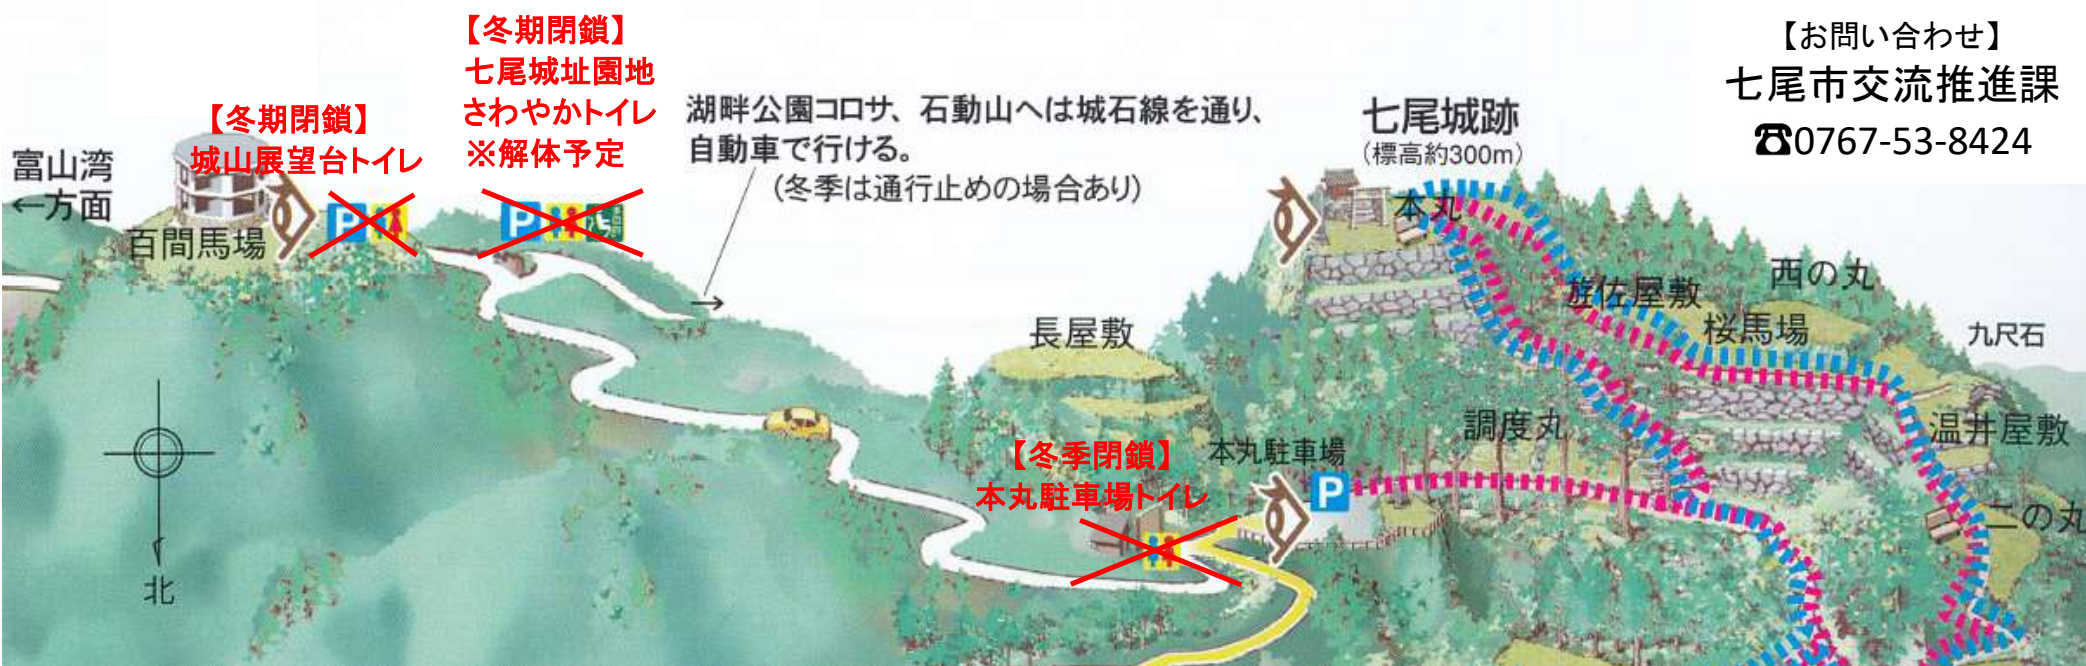 【冬期閉鎖】
七尾城址園地
さわやかトイレ
※解体予定
【冬期閉鎖】
城山展望台トイレ
富山湾
←方面
百間馬場
湖畔公園コロサ、石動山へは城石線を通り、
自動車で行ける。
（冬季は通行止めの場合あり）
【お問い合わせ】
七尾市交流推進課
☎0767-53-8424
七尾城跡
（標高約300m）
本丸
西の丸
遊佐屋敷
桜馬場
九尺石
長屋敷
調度丸
温井屋敷
【冬季閉鎖】
本丸駐車場トイレ
本丸駐車場
P
P
P
二の丸
北